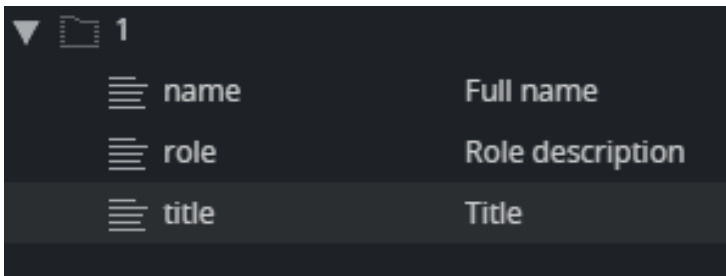 1
name Full name
role Role description
title Title